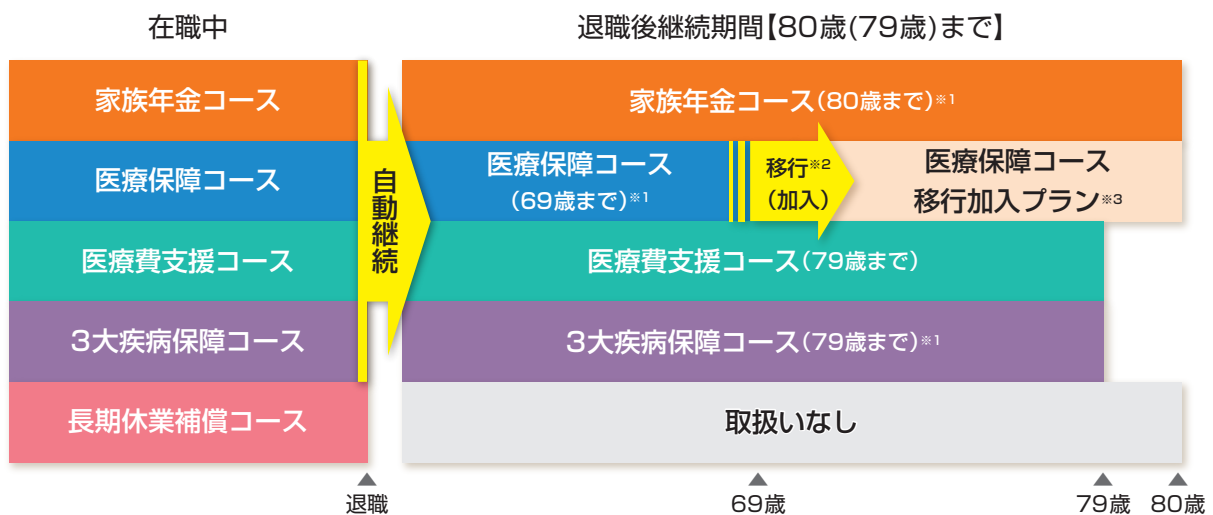 在職中
退職後継続期間【80歳(79歳)まで】
家族年金コース
家族年金コース(80歳まで)※1
医療保障コース
医療保障コース
(69歳まで)※1
移行※2
(加入)
医療保障コース
移行加入プラン※3
自動継続
医療費支援コース
医療費支援コース(79歳まで)
3大疾病保障コース
3大疾病保障コース(79歳まで)※1
長期休業補償コース
取扱いなし
退職
69歳
79歳
80歳